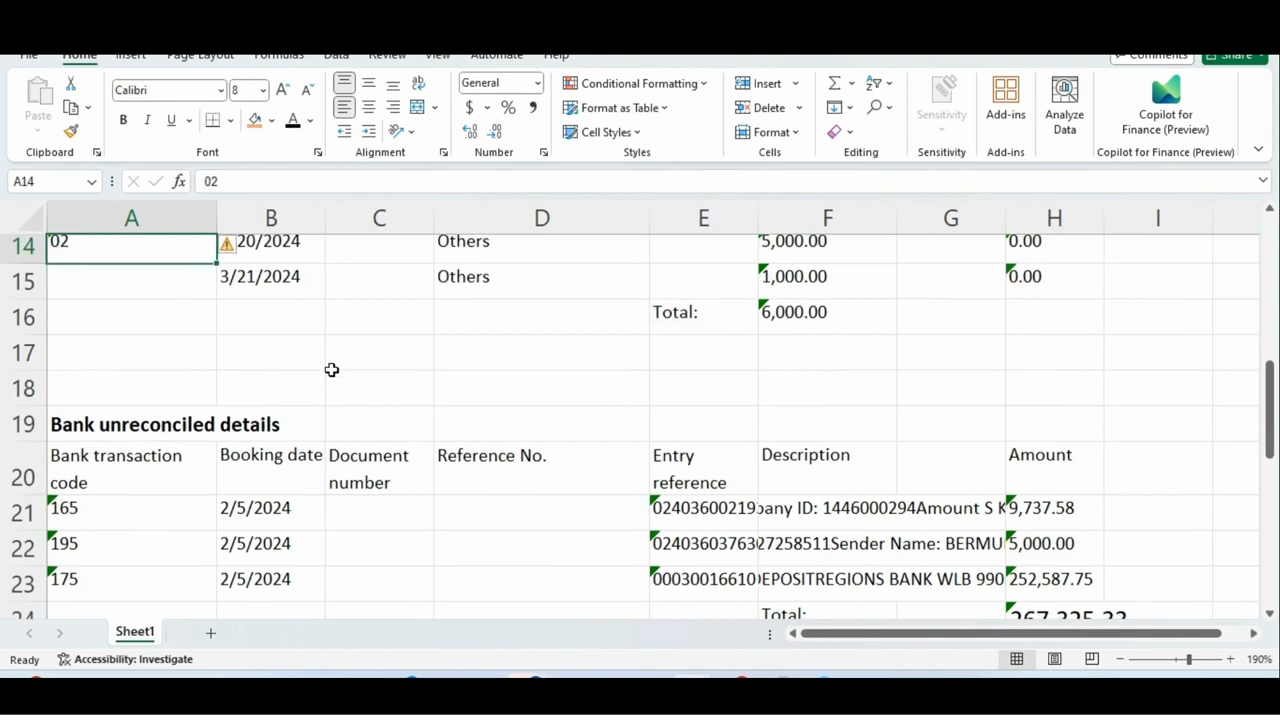 File Home Insert Page Layout Formulas Data Review View Automate Help Comments Share
Paste
Calibri 8
B I U A
General
$ % 9
Conditional Formatting
Format as Table
Cell Styles
Insert
Delete
Format
Sensitivity
Add-ins
Analyze
Data
Copilot for
Finance (Preview)
Clipboard Font Alignment Number Styles Cells Editing Sensitivity Add-ins Copilot for Finance (Preview)
A14 fx 02
A B C D E F G H I
14 02 20/2024 Others 5,000.00 0.00
15 3/21/2024 Others 1,000.00 0.00
16 Total: 6,000.00
17
18
19 Bank unreconciled details
20 Bank transaction code Booking date Document number Reference No. Entry reference Description Amount
21 165 2/5/2024 02403600219 pany ID: 1446000294Amount S K 9,737.58
22 195 2/5/2024 02403603763 27258511Sender Name: BERMU 5,000.00
23 175 2/5/2024 00030016610 EPOSITREGIONS BANK WLB 990 252,587.75
24 Total: 267,325.33
Sheet1
Ready Accessibility: Investigate 190%